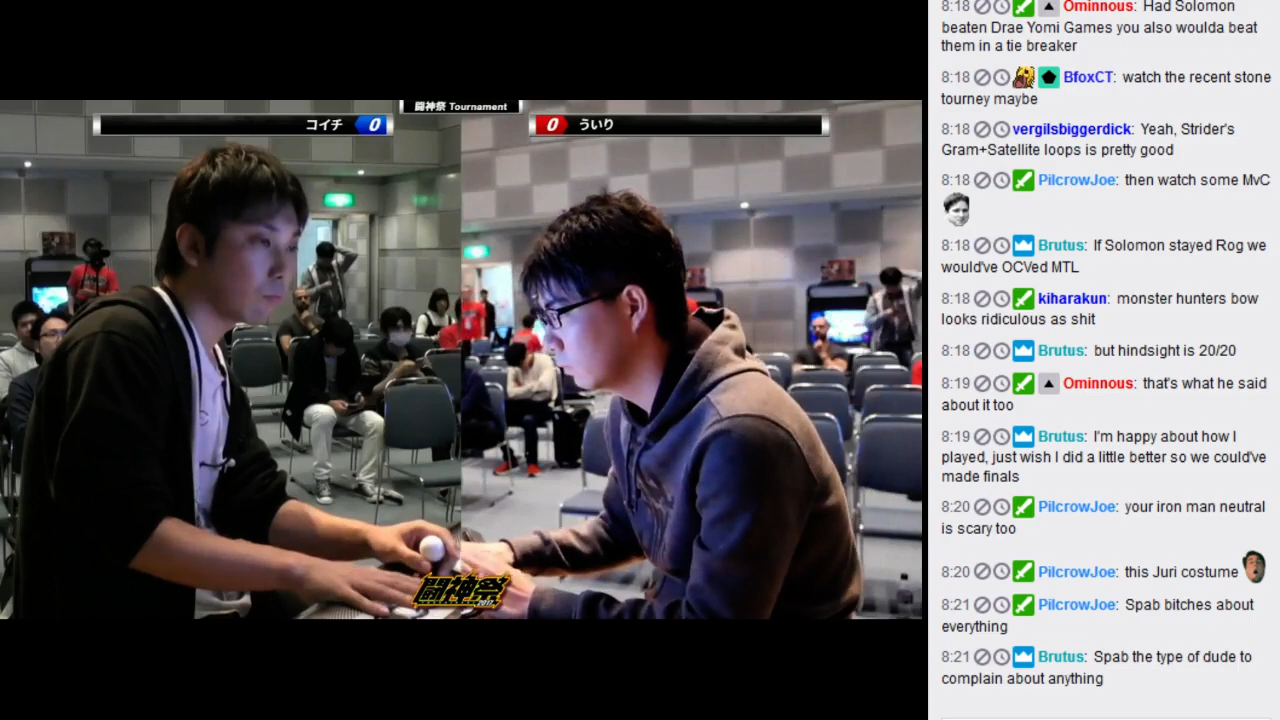 闘神祭 Tournament
コイチ 0
0 ういり
闘神祭
2017
8:18 Ominnous: Had Solomon
beaten Drae Yomi Games you also woulda beat
them in a tie breaker
8:18 BfoxCT: watch the recent stone
tourney maybe
8:18 vergilsbiggerdick: Yeah, Strider's
Gram+Satellite loops is pretty good
8:18 PilcrowJoe: then watch some MvC
8:18 Brutus: If Solomon stayed Rog we
would've OCVed MTL
8:18 kiharakun: monster hunters bow
looks ridiculous as shit
8:18 Brutus: but hindsight is 20/20
8:19 Ominnous: that's what he said
about it too
8:19 Brutus: I'm happy about how I
played, just wish I did a little better so we could've
made finals
8:20 PilcrowJoe: your iron man neutral
is scary too
8:20 PilcrowJoe: this Juri costume
8:21 PilcrowJoe: Spab bitches about
everything
8:21 Brutus: Spab the type of dude to
complain about anything